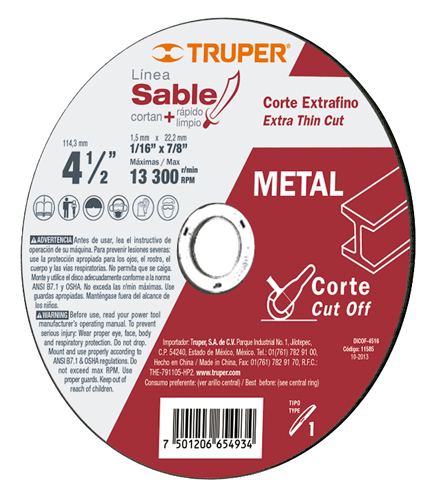 TRUPER®
Línea
Sable
cortan + rápido
limpio
Corte Extrafino
Extra Thin Cut
114,3 mm
4 1/2"
1,5 mm x 22,2 mm
1/16" x 7/8"
Máximas / Max
13 300 r/min
RPM
METAL
ADVERTENCIA Antes de usar, lea el instructivo
de operación de su máquina. Para prevenir lesiones severas:
use la protección apropiada para los ojos, el rostro, el
cuerpo y las vías respiratorias. No permita que se caiga.
Monte y utilice el disco adecuadamente conforme a la norma
ANSI B7.1 y OSHA. No exceda las r/min máximas. Use
guardas apropiadas. Manténgase fuera del alcance de
los niños.
WARNING Before use, read your power tool
manufacturer's operating manual. To prevent
serious injury: Wear proper eye, face, body
and respiratory protection. Do not drop.
Mount and use properly according to
ANSI B7.1 & OSHA regulations. Do
not exceed max RPM. Use
proper guards. Keep out of
reach of children.
Corte
Cut Off
Importador: Truper, S.A. de C.V. Parque Industrial No. 1, Jilotepec,
C.P. 54240, Estado de México, México. Tel.: 01(761) 782 91 00,
Hecho en / Made in China. Fax: 01(761) 782 91 70, R.F.C.:
THE-791105-HP2. www.truper.com
DICOF-4516
Código: 11585
10-2013
Consumo preferente: (ver anillo central) / Best before: (see central ring)
7 501206 654934
TIPO
TYPE
1